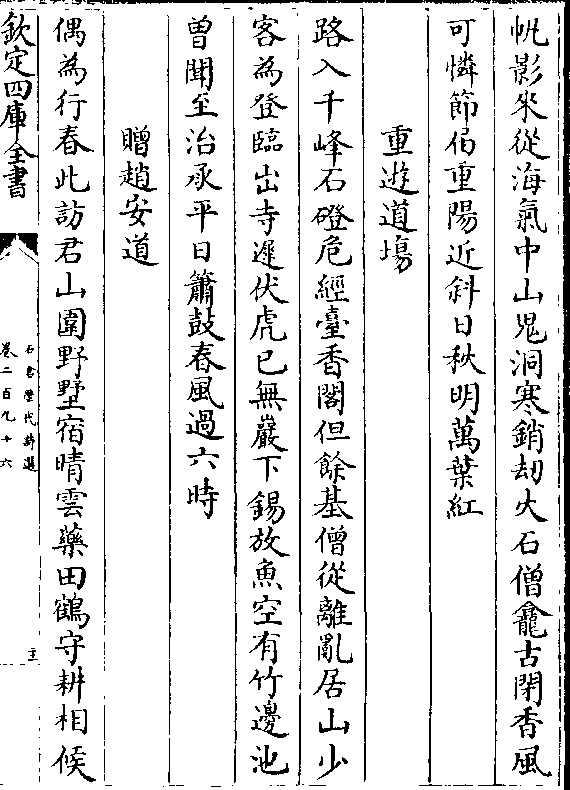 帆影來從海氣中山鬼洞寒銷劫火石僧龕古閉香風
可憐節侶重陽近斜日秋明萬葉紅
重遊道塲
路入千峰石磴危經臺香閣但餘基僧從離亂居山少
客為登臨出寺遲伏虎已無巖下錫放魚空有竹邊池
曽聞至治承平日簫鼓春風過六時
贈趙安道
偶為行春此訪君山園野墅宿晴雲藥田鶴守耕相候
欽定四庫全書
石倉歴代詩選
卷二百九十六